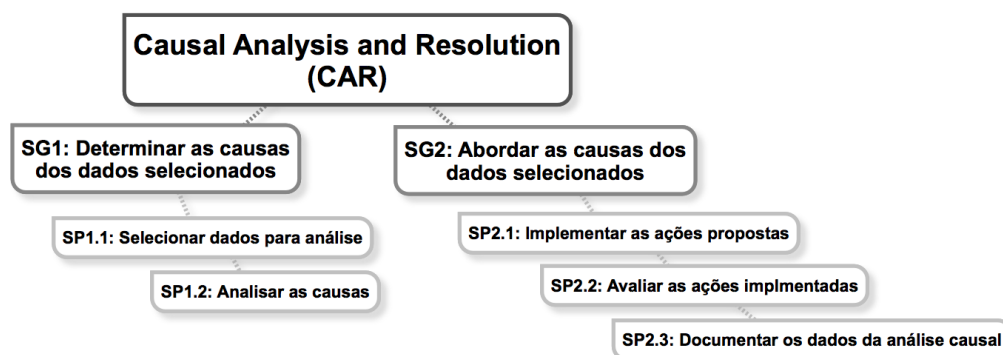 Causal Analysis and Resolution
(CAR)
SG1: Determinar as causas
dos dados selecionados
SP1.1: Selecionar dados para análise
SP1.2: Analisar as causas
SG2: Abordar as causas dos
dados selecionados
SP2.1: Implementar as ações propostas
SP2.2: Avaliar as ações implmentadas
SP2.3: Documentar os dados da análise causal